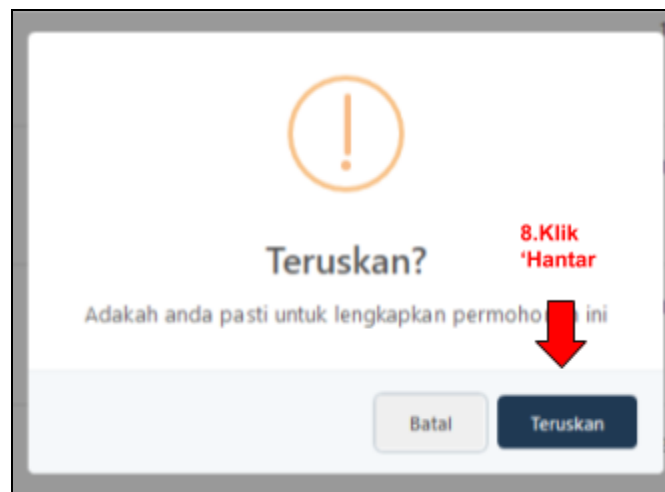 Teruskan?
8.Klik
‘Hantar
Adakah anda pasti untuk lengkapkan ini
Batal
Teruskan